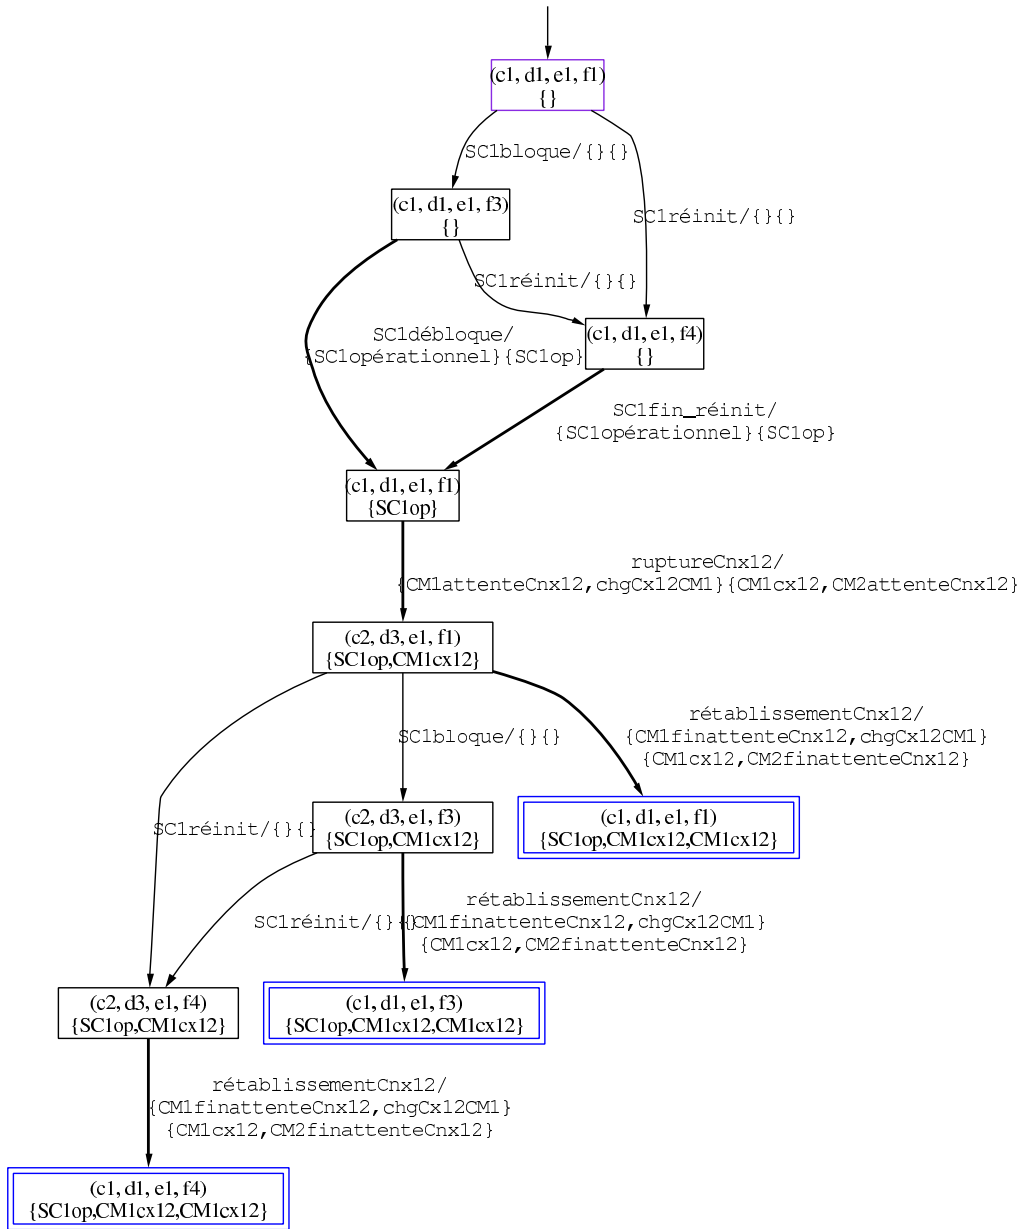 (c1, d1, e1, f1)
{}
SC1bloque/{}{}
(c1, d1, e1, f3)
{}
SC1réinit/{}{}
SC1réinit/{}{}
SC1débloque/
{SC1opérationnel}{SC1op}
(c1, d1, e1, f4)
{}
SC1fin_réinit/
{SC1opérationnel}{SC1op}
(c1, d1, e1, f1)
{SC1op}
ruptureCnx12/
{CM1attenteCnx12,chgCx12CM1}{CM1cx12,CM2attenteCnx12}
(c2, d3, e1, f1)
{SC1op,CM1cx12}
SC1bloque/{}{}
rétablissementCnx12/
{CM1finattenteCnx12,chgCx12CM1}
{CM1cx12,CM2finattenteCnx12}
SC1réinit/{}{}
(c2, d3, e1, f3)
{SC1op,CM1cx12}
(c1, d1, e1, f1)
{SC1op,CM1cx12,CM1cx12}
SC1réinit/{}{}
rétablissementCnx12/
{CM1finattenteCnx12,chgCx12CM1}
{CM1cx12,CM2finattenteCnx12}
(c2, d3, e1, f4)
{SC1op,CM1cx12}
(c1, d1, e1, f3)
{SC1op,CM1cx12,CM1cx12}
rétablissementCnx12/
{CM1finattenteCnx12,chgCx12CM1}
{CM1cx12,CM2finattenteCnx12}
(c1, d1, e1, f4)
{SC1op,CM1cx12,CM1cx12}